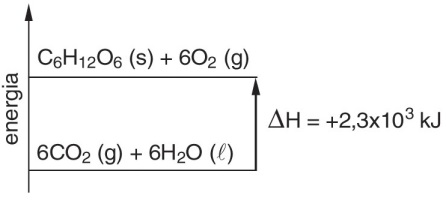 C₆H₁₂O₆ (s) + 6O₂ (g)
energia
ΔH = +2,3x10³ kJ
6CO₂ (g) + 6H₂O (ℓ)